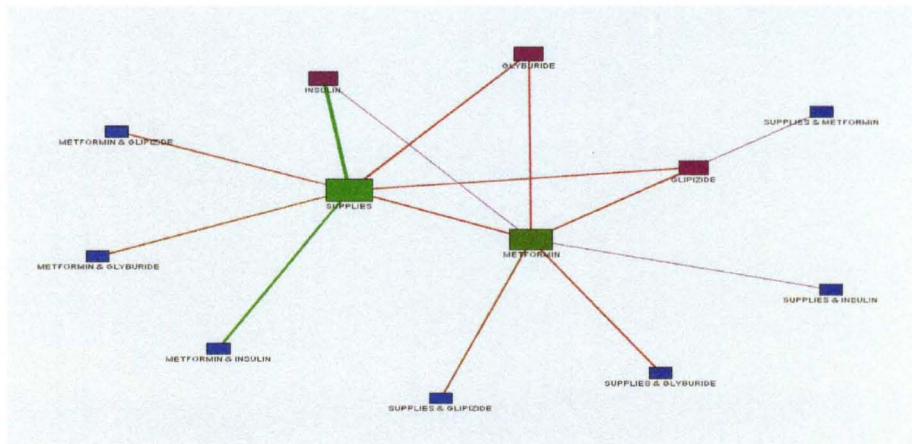 GLYBURIDE
INSULIN
SUPPLIES & METFORMIN
METFORMIN & GLIPIZIDE
GLIPIZIDE
SUPPLIES
METFORMIN
METFORMIN & GLYBURIDE
SUPPLIES & INSULIN
METFORMIN & INSULIN
SUPPLIES & GLYBURIDE
SUPPLIES & GLIPIZIDE